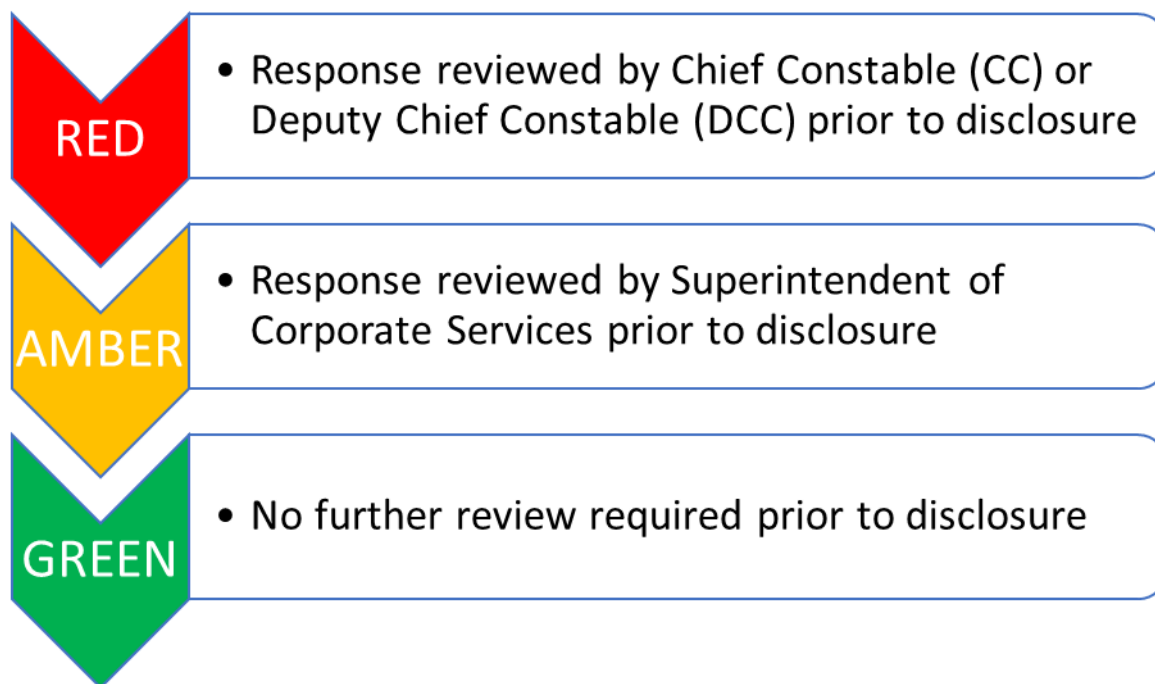 RED
• Response reviewed by Chief Constable (CC) or
Deputy Chief Constable (DCC) prior to disclosure
AMBER
• Response reviewed by Superintendent of
Corporate Services prior to disclosure
GREEN
• No further review required prior to disclosure